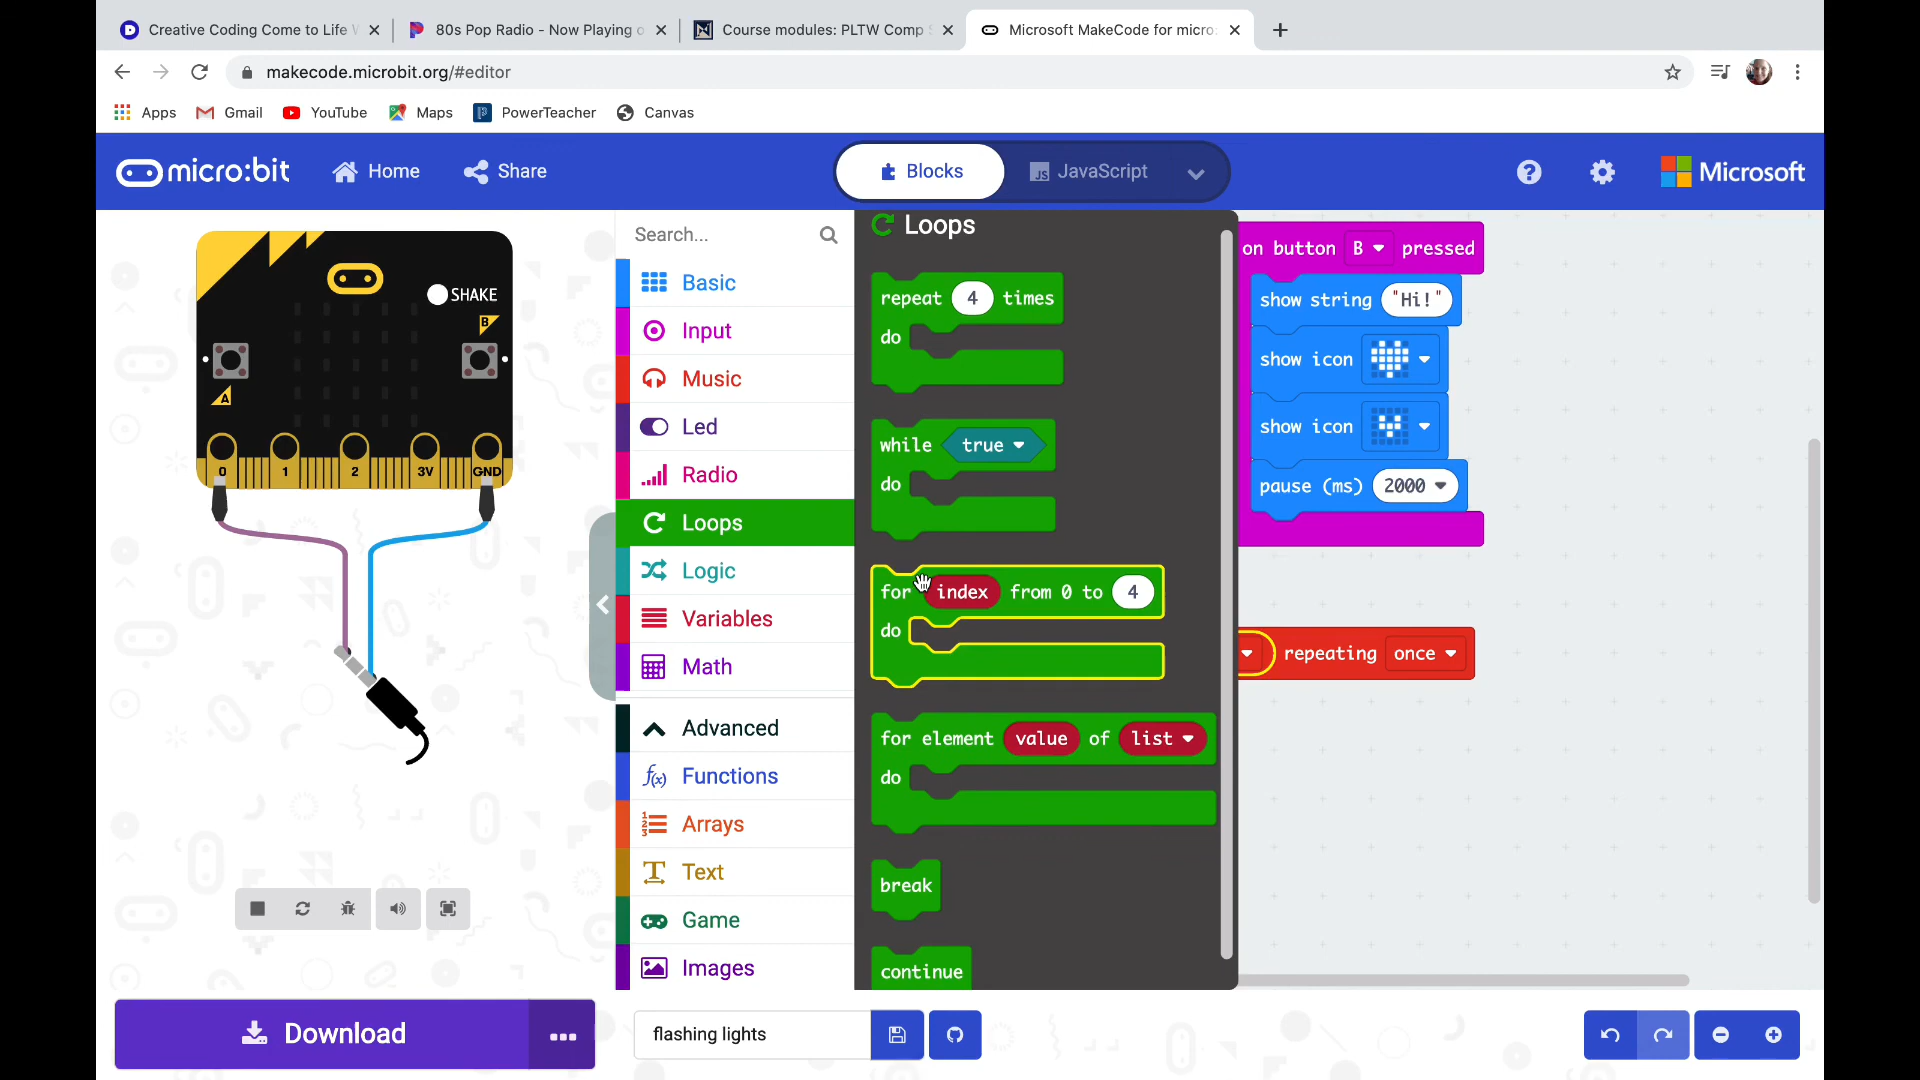 Creative Coding Come to Life W
80s Pop Radio - Now Playing o
Course modules: PLTW Comp S
Microsoft MakeCode for micro:
makecode.microbit.org/#editor
Apps Gmail YouTube Maps PowerTeacher Canvas
micro:bit Home Share Blocks JS JavaScript Microsoft
SHAKE
B
A
0 1 2 3V GND
Search...
Basic
Input
Music
Led
Radio
Loops
Logic
Variables
Math
Advanced
f(x) Functions
Arrays
Text
Game
Images
Loops
repeat 4 times
do
while true
do
for index from 0 to 4
do
for element value of list
do
break
continue
on button B pressed
show string "Hi!"
show icon
show icon
pause (ms) 2000
repeating once
Download ...
flashing lights